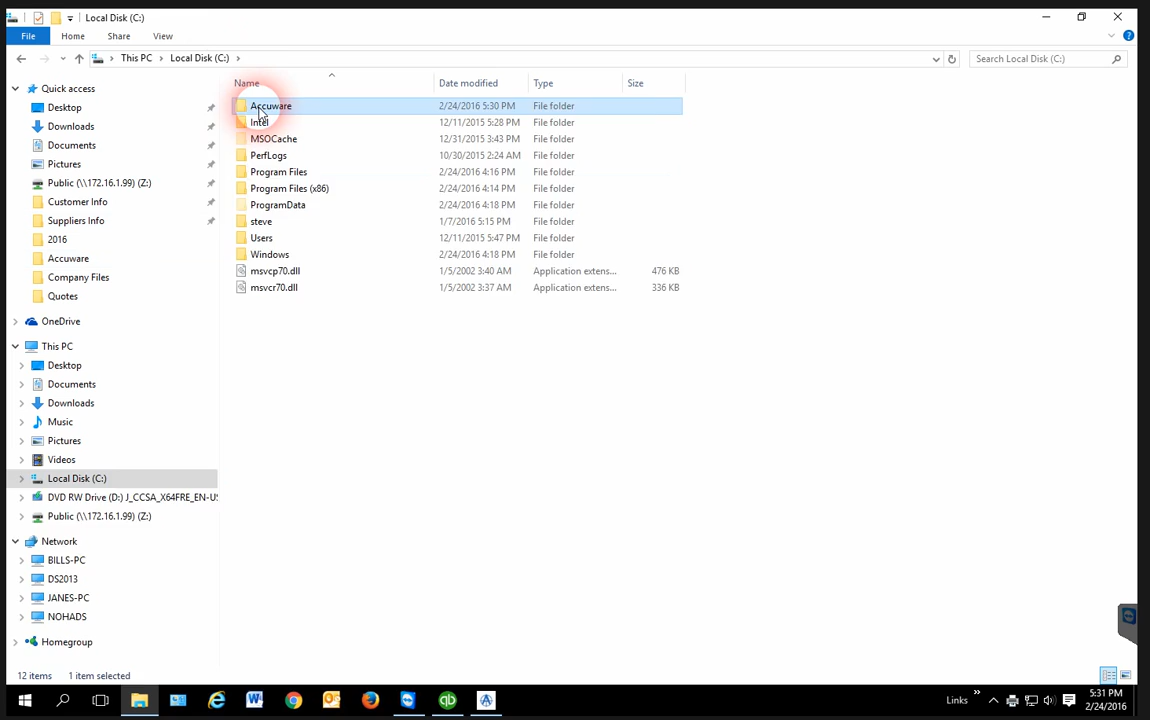 Local Disk (C:)
File Home Share View
This PC Local Disk (C:) Search Local Disk (C:)
Name Date modified Type Size
Quick access
Desktop
Downloads
Documents
Pictures
Public (\\172.16.1.99) (Z:)
Customer Info
Suppliers Info
2016
Accuware
Company Files
Quotes
OneDrive
This PC
Desktop
Documents
Downloads
Music
Pictures
Videos
Local Disk (C:)
DVD RW Drive (D:) J_CCSA_X64FRE_EN-US
Public (\\172.16.1.99) (Z:)
Network
BILLS-PC
DS2013
JANES-PC
NOHADS
Homegroup
Accuware 2/24/2016 5:30 PM File folder
Intel 12/11/2015 5:28 PM File folder
MSOCache 12/31/2015 3:43 PM File folder
PerfLogs 10/30/2015 2:24 AM File folder
Program Files 2/24/2016 4:16 PM File folder
Program Files (x86) 2/24/2016 4:14 PM File folder
ProgramData 2/24/2016 4:18 PM File folder
steve 1/7/2016 5:15 PM File folder
Users 12/11/2015 5:47 PM File folder
Windows 2/24/2016 4:18 PM File folder
msvcp70.dll 1/5/2002 3:40 AM Application extens... 476 KB
msvcr70.dll 1/5/2002 3:37 AM Application extens... 336 KB
12 items 1 item selected
Links 5:31 PM
2/24/2016